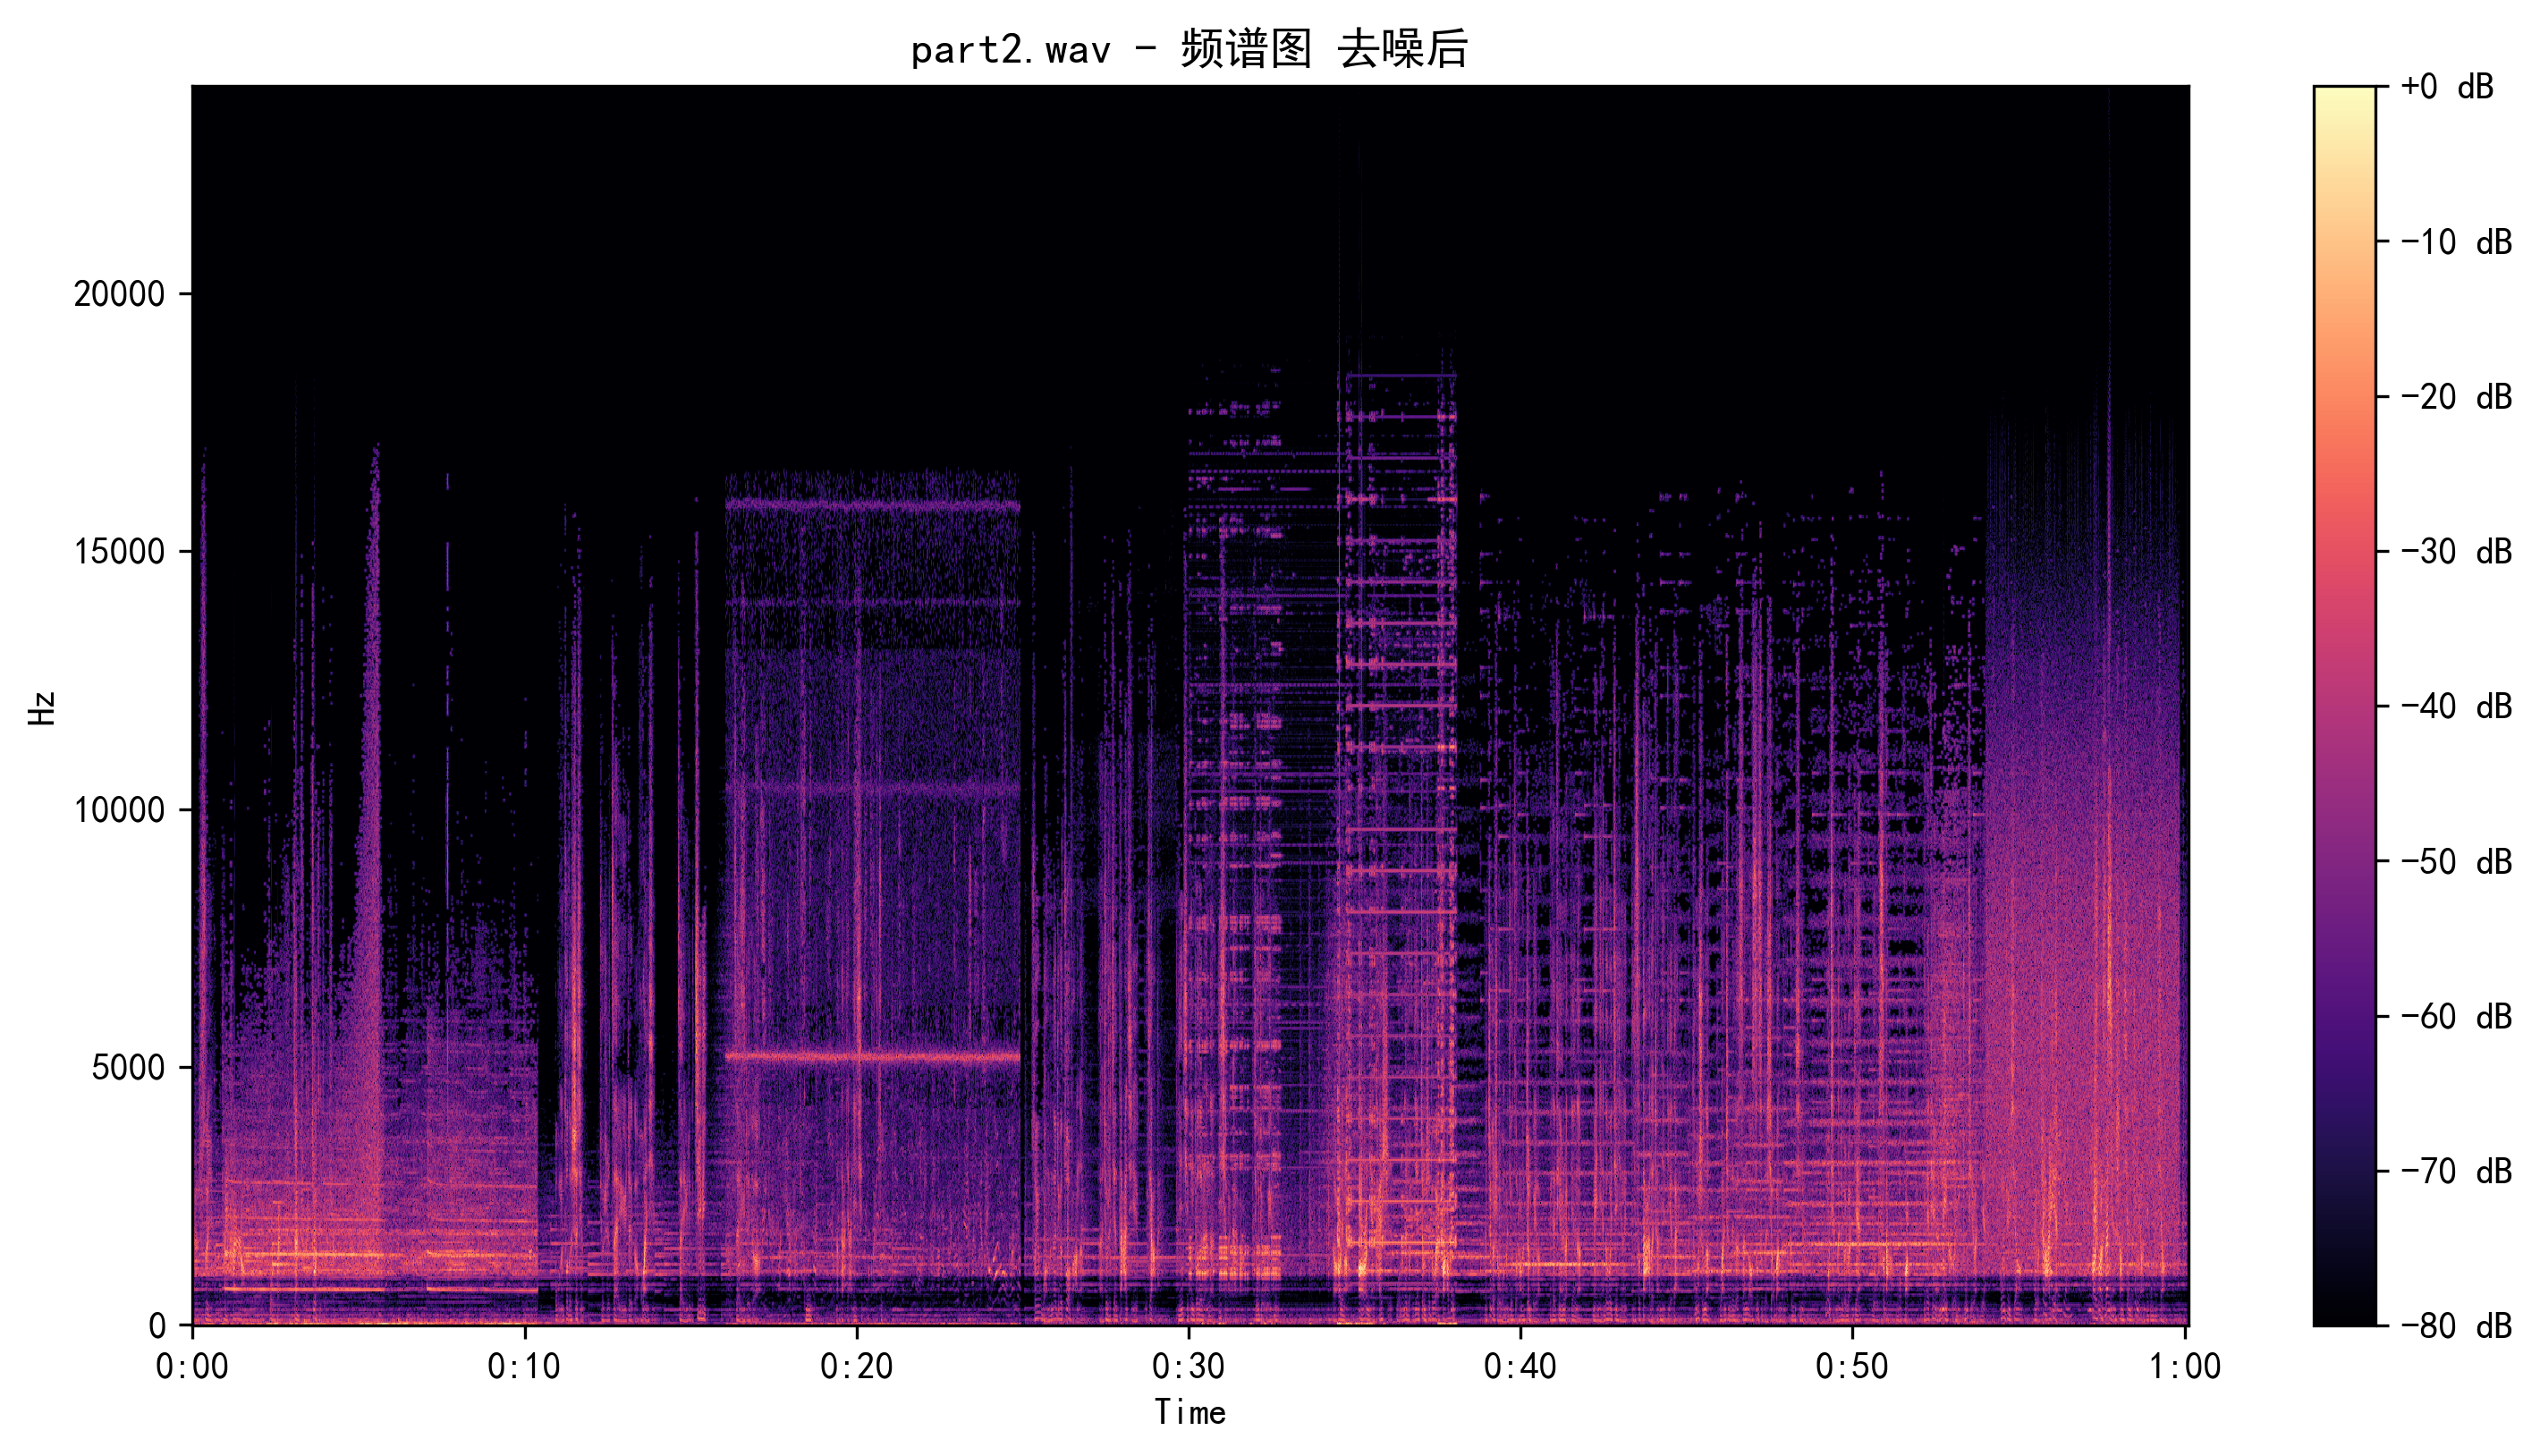 part2.wav - 频谱图 去噪后
+0 dB
-10 dB
-20 dB
-30 dB
-40 dB
-50 dB
-60 dB
-70 dB
-80 dB
Hz
20000
15000
10000
5000
0
0:00 0:10 0:20 0:30 0:40 0:50 1:00
Time